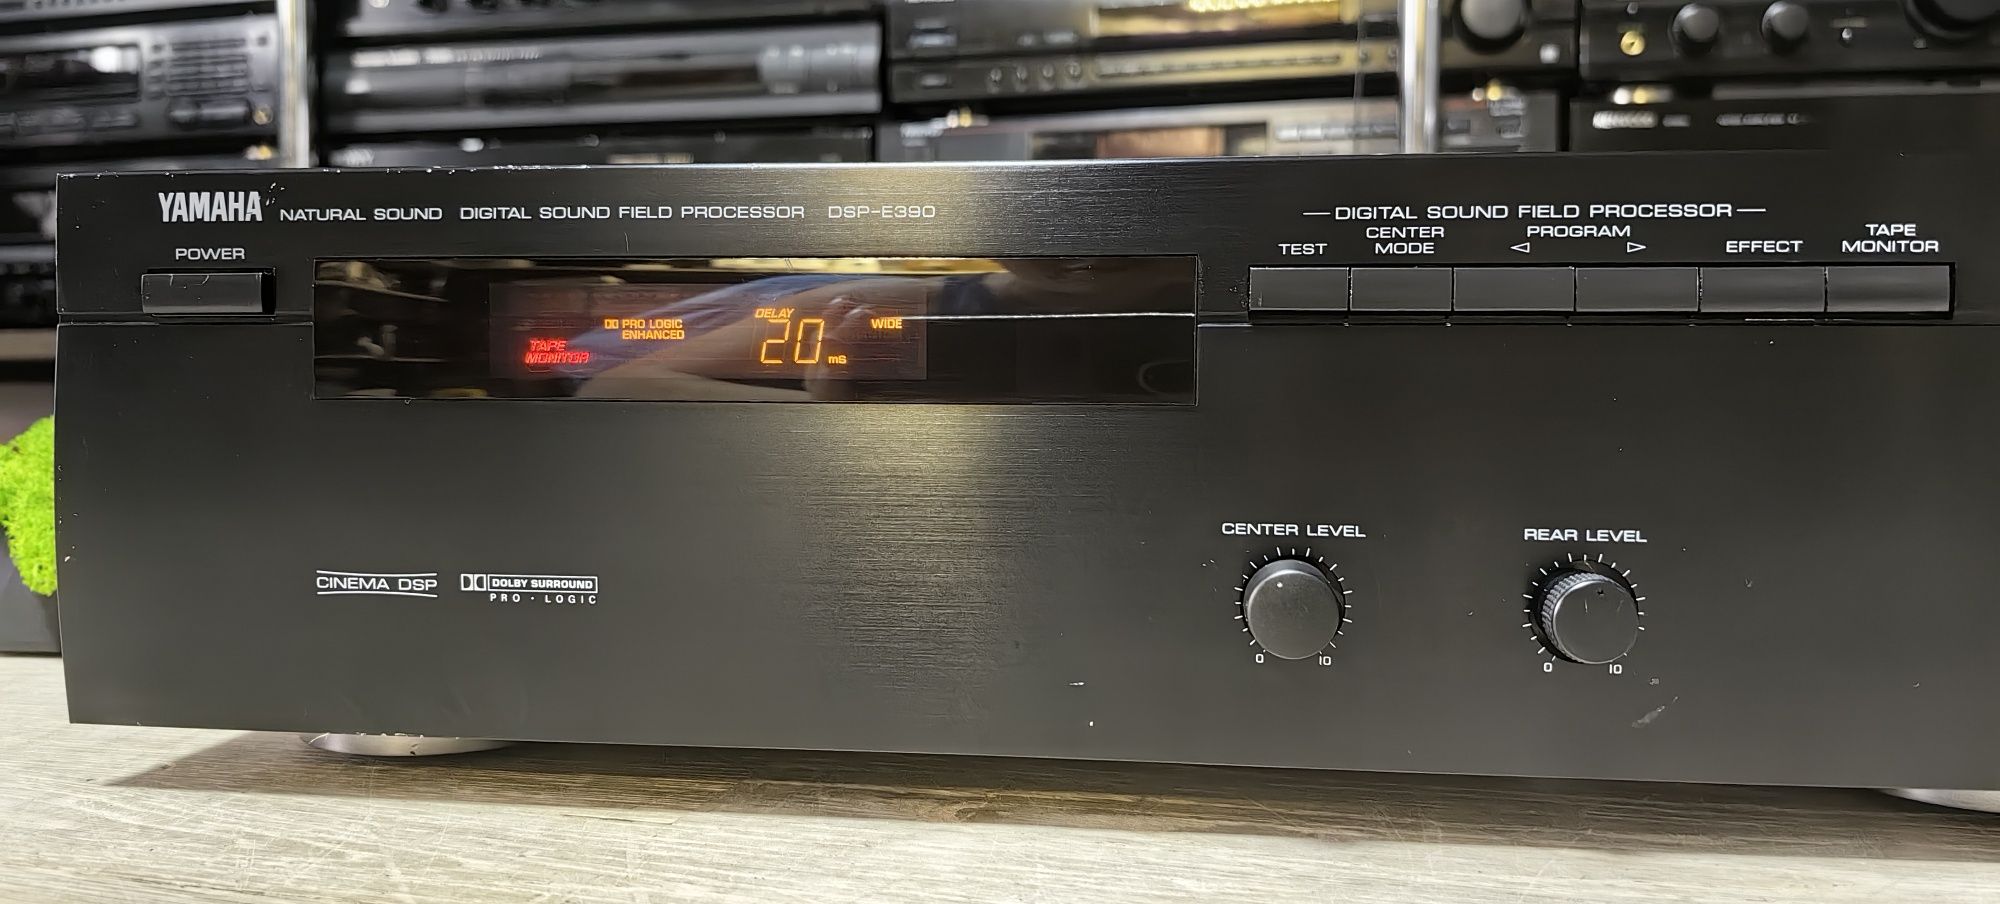 YAMAHA NATURAL SOUND DIGITAL SOUND FIELD PROCESSOR DSP-E390
POWER
TAPE
MONITOR
DD PRO LOGIC
ENHANCED
DELAY
20 mS
WIDE
DIGITAL SOUND FIELD PROCESSOR
TEST
CENTER
MODE
PROGRAM
◁ ▷
EFFECT
TAPE
MONITOR
CINEMA DSP
DOLBY SURROUND
PRO · LOGIC
CENTER LEVEL
0 10
REAR LEVEL
0 10